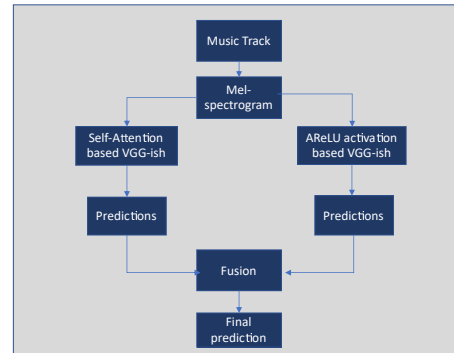 Music Track
Mel-
spectrogram
Self-Attention
based VGG-ish
AReLU activation
based VGG-ish
Predictions
Predictions
Fusion
Final
prediction